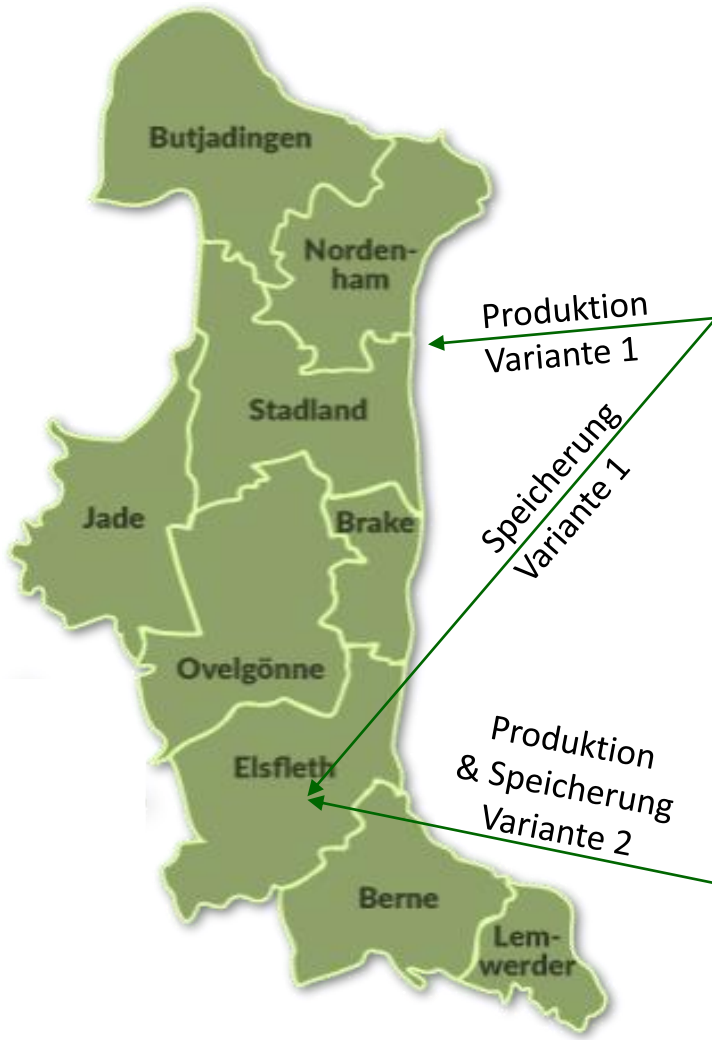 Butjadingen
Norden-
ham
Produktion
Variante 1
Stadland
Speicherung
Variante 1
Jade
Brake
Ovelgönne
Elsfleth
Produktion
& Speicherung
Variante 2
Berne
Lem-
werder